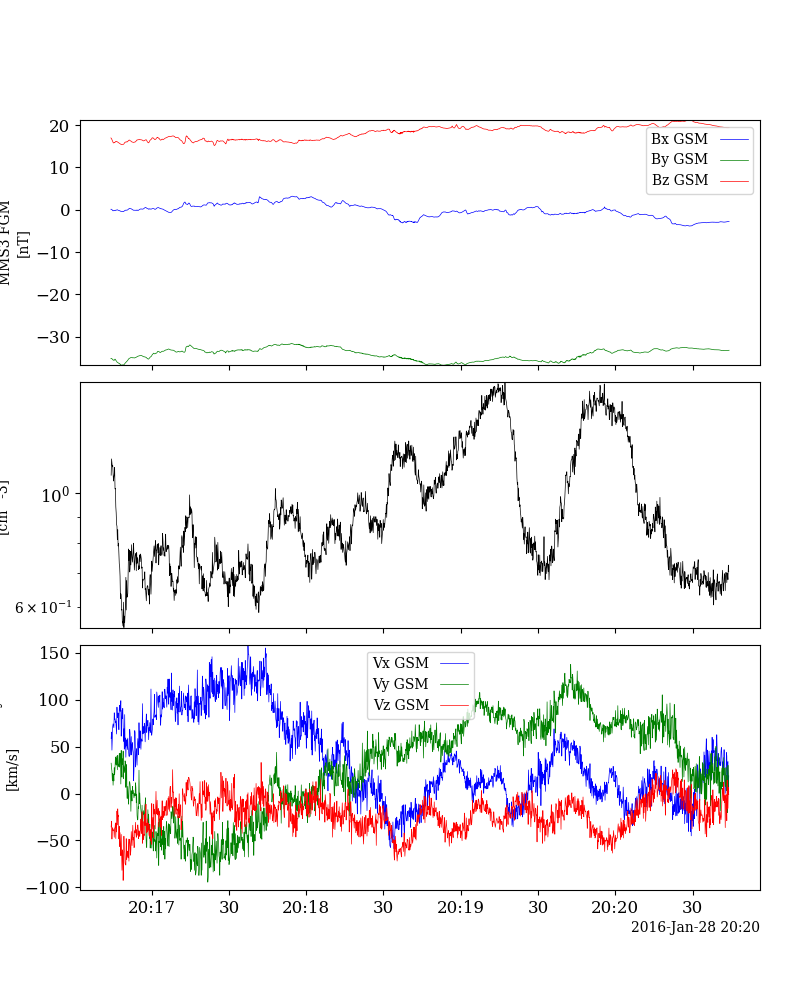 20
10
0
−10
−20
−30
MMS3 FGM
[nT]
Bx GSM
By GSM
Bz GSM
10⁰
6 × 10⁻¹
150
100
50
0
−50
−100
[km/s]
Vx GSM
Vy GSM
Vz GSM
20:17 30 20:18 30 20:19 30 20:20 30
2016-Jan-28 20:20